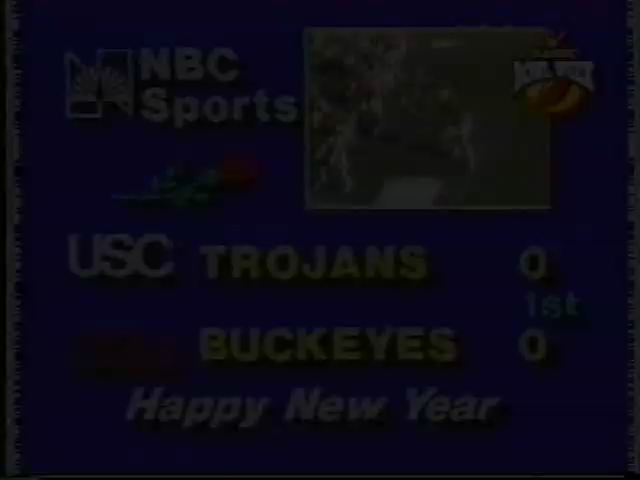 NBC
Sports
USC TROJANS 0
1st
BUCKEYES 0
Happy New Year